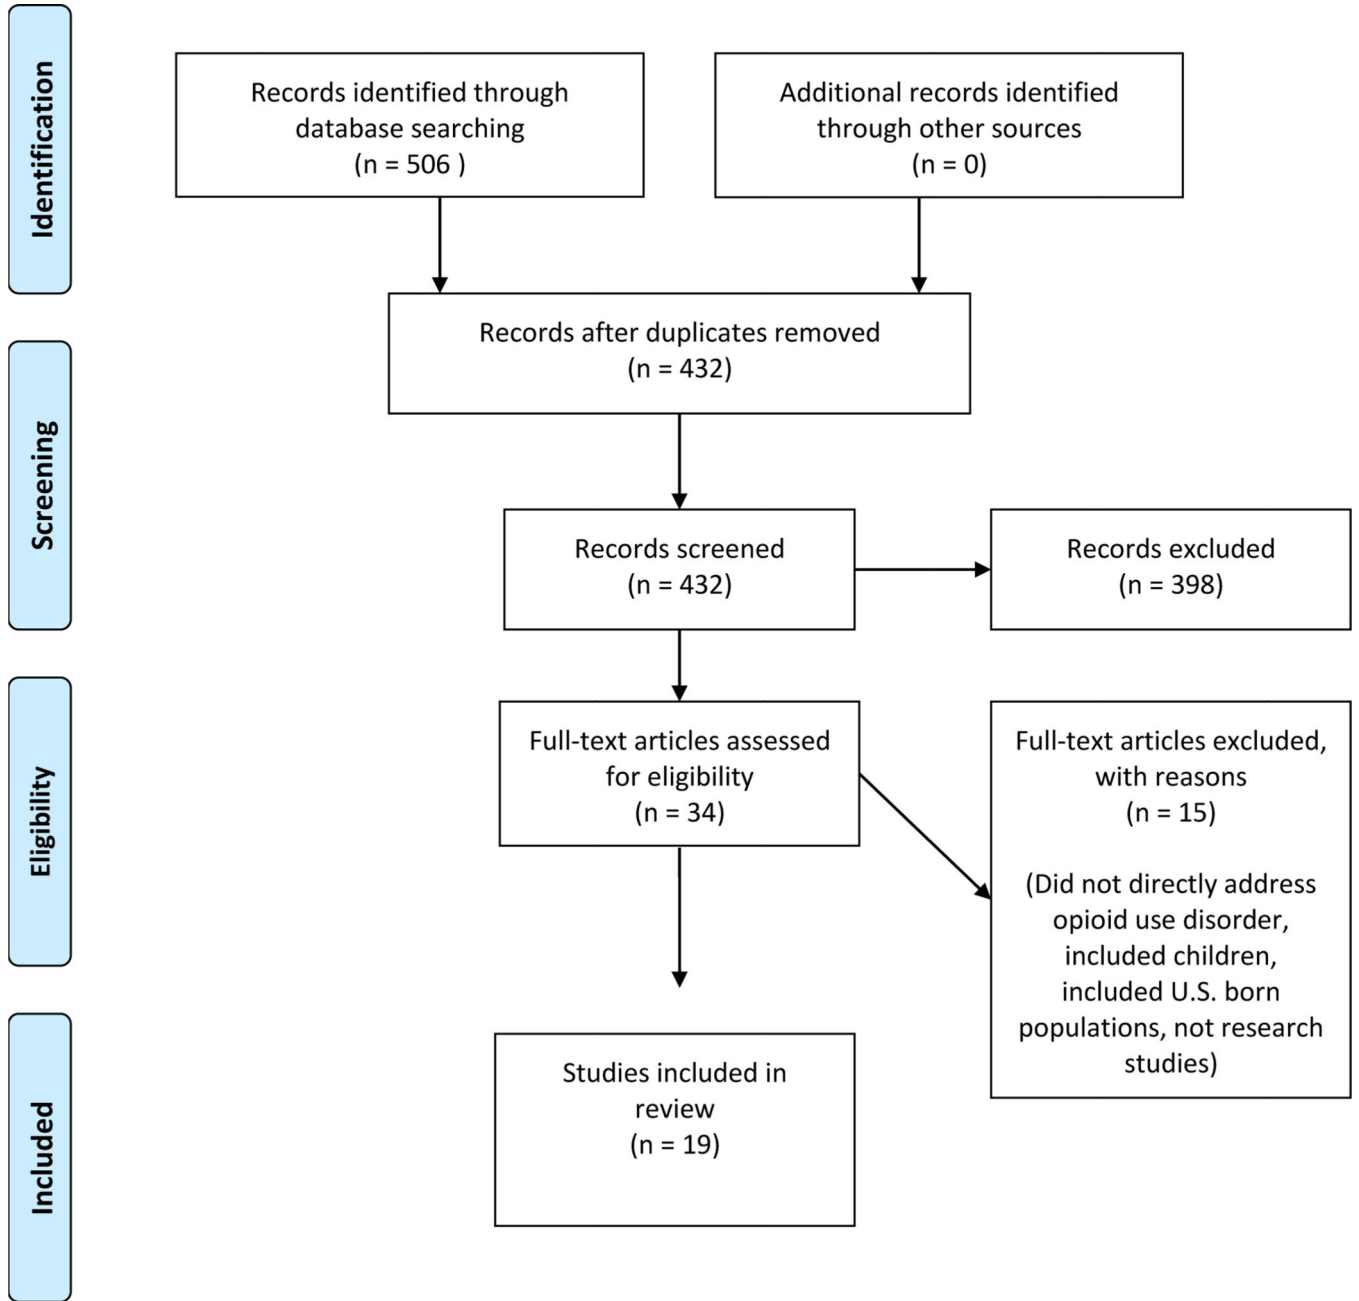 Identification
Records identified through
database searching
(n = 506 )
Additional records identified
through other sources
(n = 0)
Screening
Records after duplicates removed
(n = 432)
Records screened
(n = 432)
Records excluded
(n = 398)
Eligibility
Full-text articles assessed
for eligibility
(n = 34)
Full-text articles excluded,
with reasons
(n = 15)
(Did not directly address
opioid use disorder,
included children,
included U.S. born
populations, not research
studies)
Included
Studies included in
review
(n = 19)